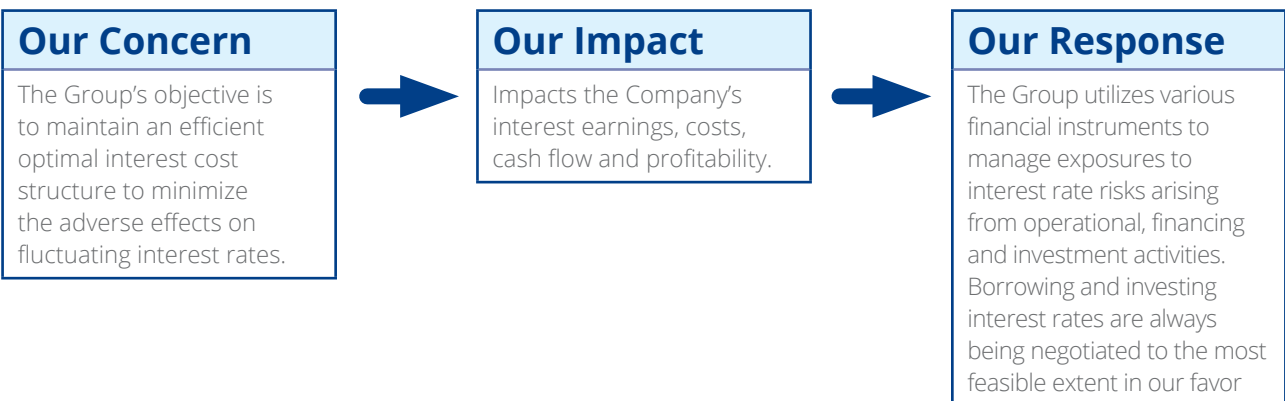 Our Concern
The Group’s objective is
to maintain an efficient
optimal interest cost
structure to minimize
the adverse effects on
fluctuating interest rates.
Our Impact
Impacts the Company’s
interest earnings, costs,
cash flow and profitability.
Our Response
The Group utilizes various
financial instruments to
manage exposures to
interest rate risks arising
from operational, financing
and investment activities.
Borrowing and investing
interest rates are always
being negotiated to the most
feasible extent in our favor